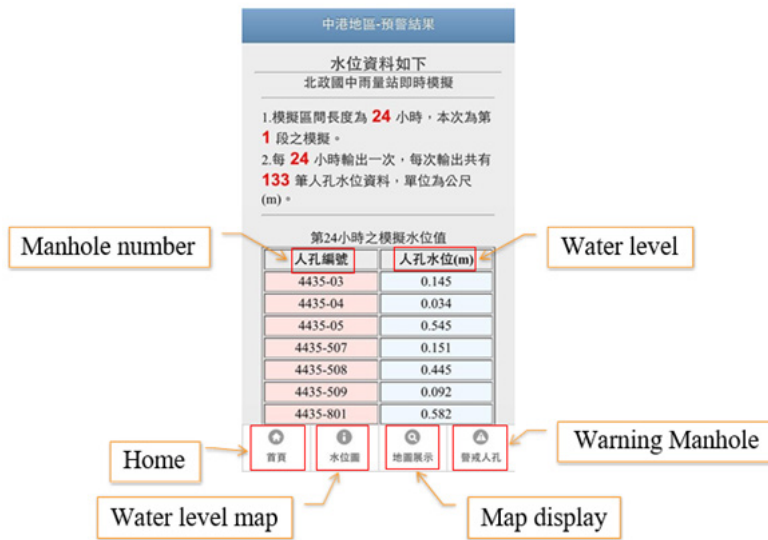 中港地區-預警結果
水位資料如下
北政國中雨量站即時模擬
1.模擬區間長度為 24 小時，本次為第
1 段之模擬。
2.每 24 小時輸出一次，每次輸出共有
133 筆人孔水位資料，單位為公尺
(m)。
第24小時之模擬水位值
Manhole number
Water level
人孔編號 人孔水位(m)
4435-03 0.145
4435-04 0.034
4435-05 0.545
4435-507 0.151
4435-508 0.445
4435-509 0.092
4435-801 0.582
首頁 水位圖 地圖展示 警戒人孔
Home
Warning Manhole
Water level map
Map display